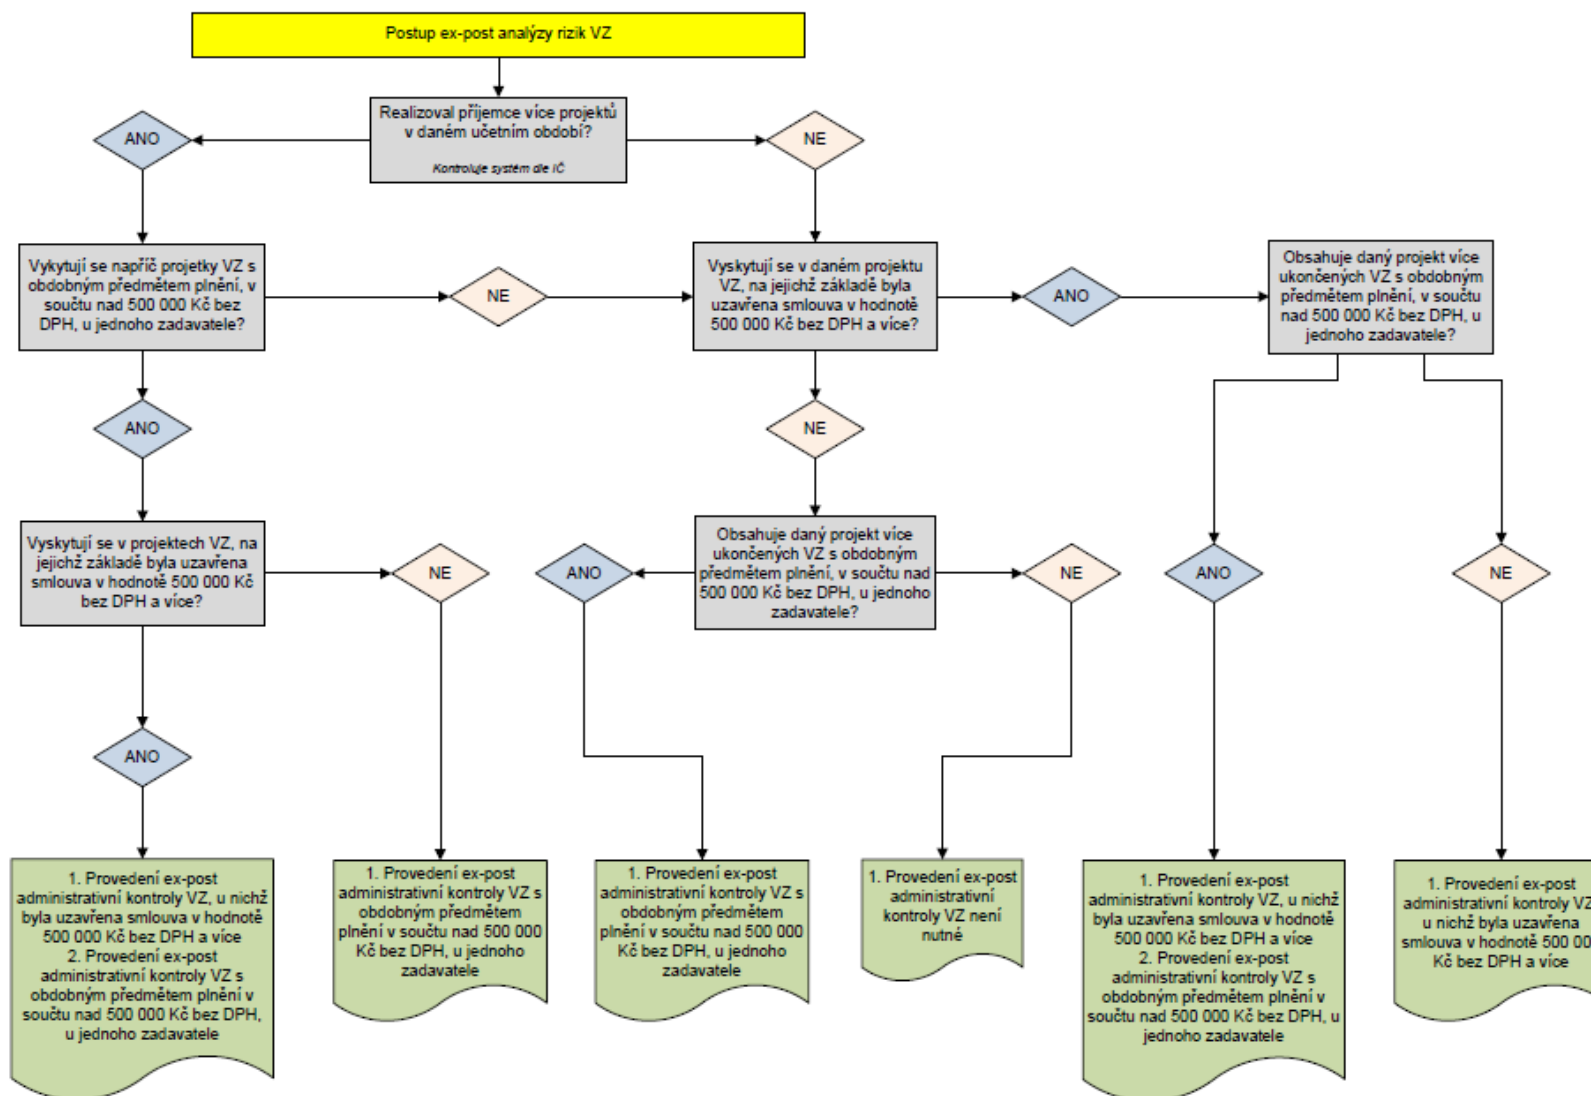 Postup ex-post analýzy rizik VZ
Realizoval příjemce více projektů
v daném učetním období?
Kontroluje systém dle IČ
ANO
NE
Vykytují se napříč projetky VZ s
obdobným předmětem plnění, v
součtu nad 500 000 Kč bez
DPH, u jednoho zadavatele?
NE
Vyskytují se v daném projektu
VZ, na jejichž základě byla
uzavřena smlouva v hodnotě
500 000 Kč bez DPH a více?
ANO
Obsahuje daný projekt více
ukončených VZ s obdobným
předmětem plnění, v součtu
nad 500 000 Kč bez DPH, u
jednoho zadavatele?
ANO
NE
Vyskytují se v projektech VZ, na
jejichž základě byla uzavřena
smlouva v hodnotě 500 000 Kč
bez DPH a více?
NE
ANO
Obsahuje daný projekt více
ukončených VZ s obdobným
předmětem plnění, v součtu nad
500 000 Kč bez DPH, u jednoho
zadavatele?
NE
ANO
NE
ANO
1. Provedení ex-post
administrativní kontroly VZ, u nichž
byla uzavřena smlouva v hodnotě
500 000 Kč bez DPH a více
2. Provedení ex-post
administrativní kontroly VZ s
obdobným předmětem plnění v
součtu nad 500 000 Kč bez DPH,
u jednoho zadavatele
1. Provedení ex-post
administrativní kontroly VZ s
obdobným předmětem
plnění v součtu nad 500 000
Kč bez DPH, u jednoho
zadavatele
1. Provedení ex-post
administrativní kontroly VZ s
obdobným předmětem
plnění v součtu nad 500 000
Kč bez DPH, u jednoho
zadavatele
1. Provedení ex-post
administrativní
kontroly VZ není
nutné
1. Provedení ex-post
administrativní kontroly VZ, u nichž
byla uzavřena smlouva v hodnotě
500 000 Kč bez DPH a více
2. Provedení ex-post
administrativní kontroly VZ s
obdobným předmětem plnění v
součtu nad 500 000 Kč bez DPH, u
jednoho zadavatele
1. Provedení ex-post
administrativní kontroly VZ
u nichž byla uzavřena
smlouva v hodnotě 500 00
Kč bez DPH a více